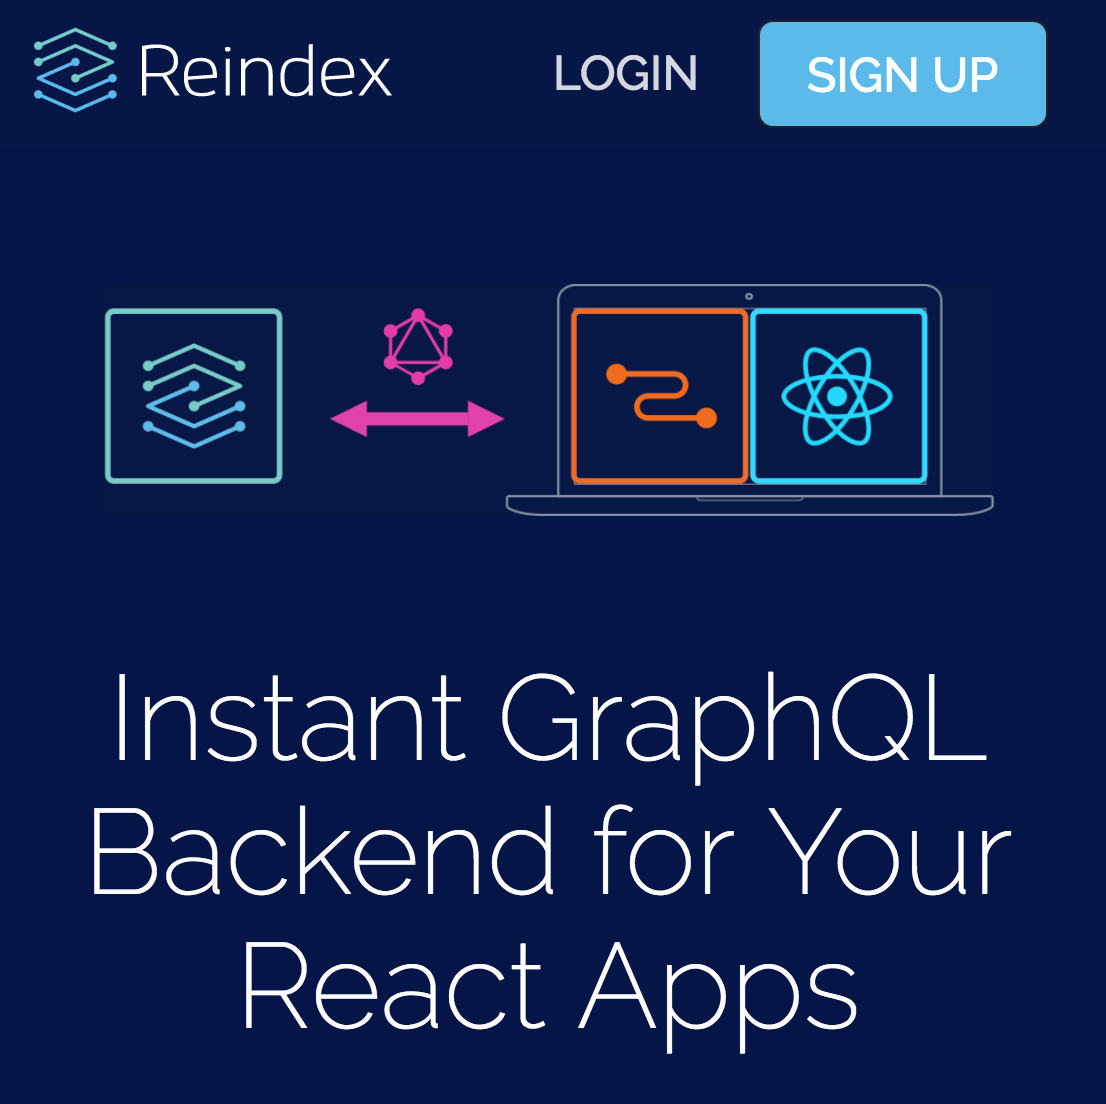 Reindex
LOGIN
SIGN UP
Instant GraphQL
Backend for Your
React Apps